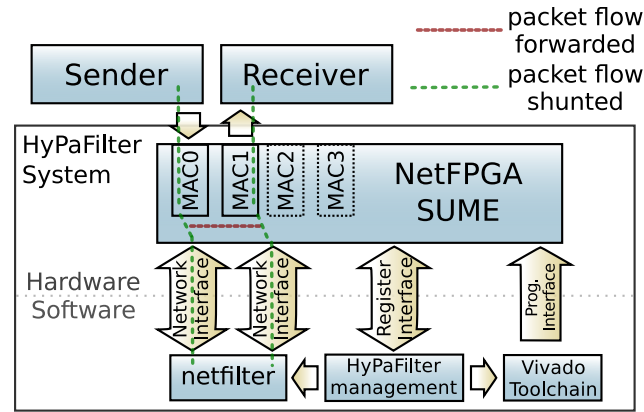 packet flow
forwarded
packet flow
shunted
Sender
Receiver
HyPaFilter
System
MAC0
MAC1
MAC2
MAC3
NetFPGA
SUME
Hardware
Software
Network
Interface
Network
Interface
Register
Interface
Prog.
Interface
netfilter
HyPaFilter
management
Vivado
Toolchain